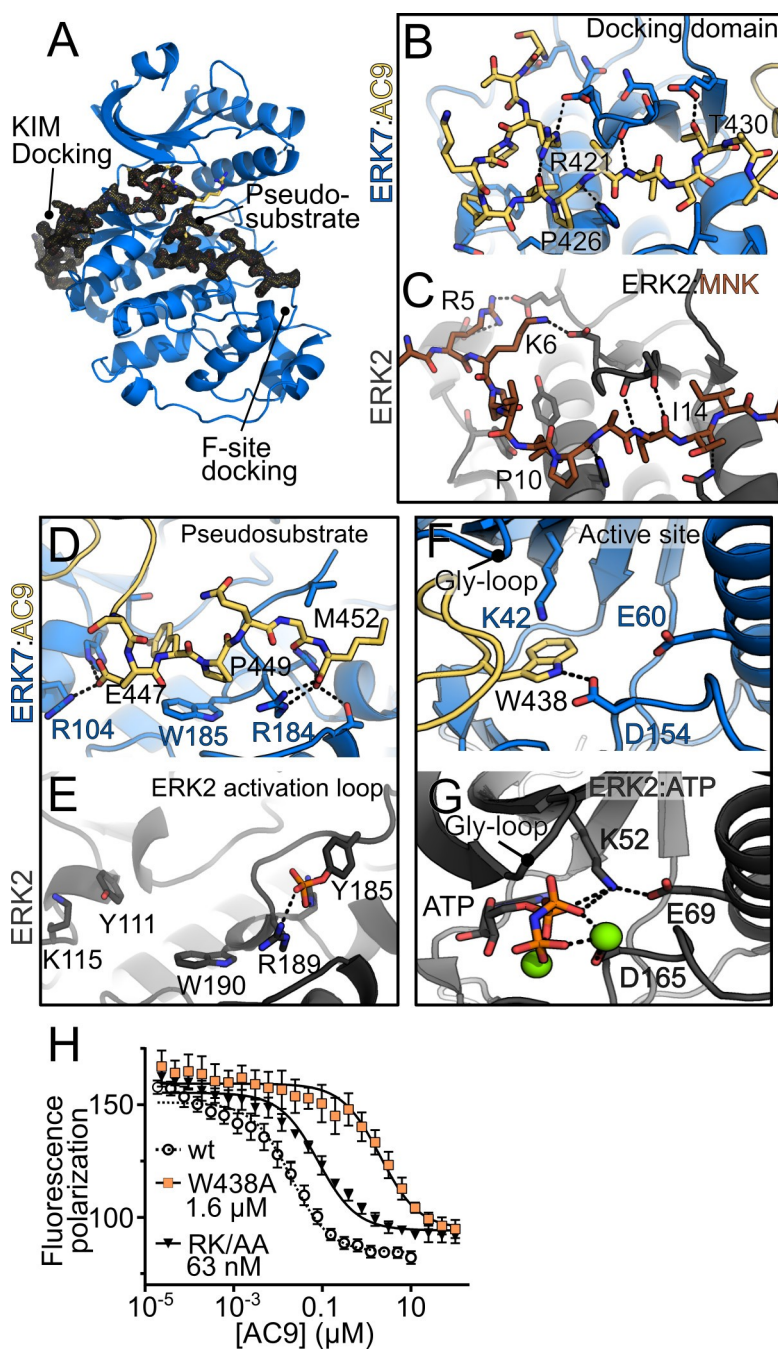 A
KIM
Docking
Pseudo-
substrate
F-site
docking
B
Docking domain
ERK7:AC9
R421
T430
P426
C
ERK2:MNK
ERK2
R5
K6
I14
P10
D
Pseudosubstrate
ERK7:AC9
M452
P449
E447
R104
W185
R184
E
ERK2 activation loop
ERK2
Y111
Y185
K115
R189
W190
F
Active site
Gly-loop
K42
E60
W438
D154
G
ERK2:ATP
Gly-loop
K52
ATP
E69
D165
H
Fluorescence
polarization
150
100
wt
W438A
1.6 µM
RK/AA
63 nM
10-5
10-3
0.1
10
[AC9] (µM)